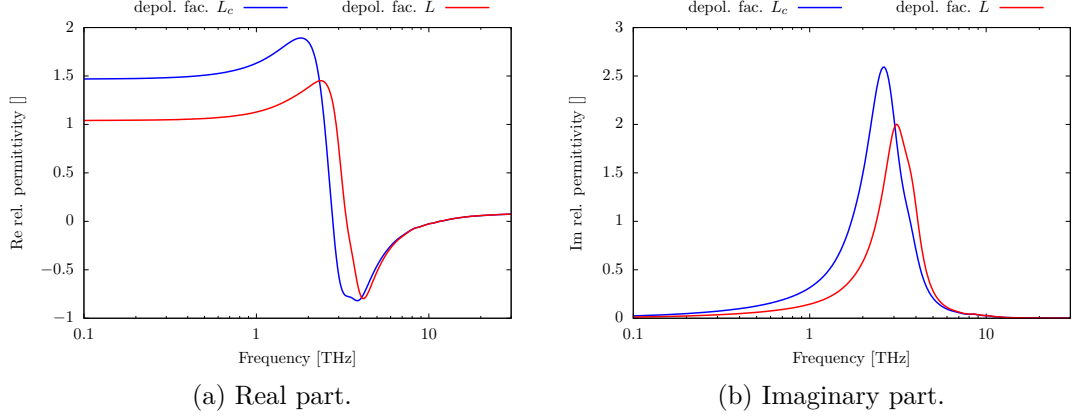 depol. fac. L_c depol. fac. L
2
1.5
1
0.5
0
−0.5
−1
Re rel. permittivity []
0.1 1 10
Frequency [THz]
(a) Real part.
depol. fac. L_c depol. fac. L
3
2.5
2
1.5
1
0.5
0
Im rel. permittivity []
0.1 1 10
Frequency [THz]
(b) Imaginary part.